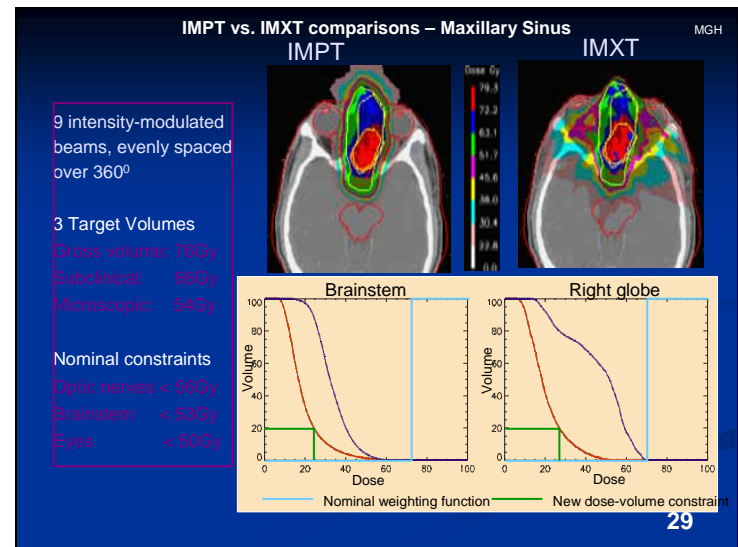 IMPT vs. IMXT comparisons – Maxillary Sinus
MGH
IMPT
IMXT
9 intensity-modulated
beams, evenly spaced
over 360⁰
3 Target Volumes
Gross volume: 76Gy
Subclinical: 66Gy
Microscopic: 54Gy
Nominal constraints
Optic nerves < 56Gy
Brainstem < 53Gy
Eyes < 50Gy
Dose Gy
79.3
72.2
63.1
51.7
45.6
38.0
30.4
22.8
0.0
Brainstem
Volume
100
80
60
40
20
0
0 20 40 60 80 100
Dose
Right globe
Volume
100
80
60
40
20
0
0 20 40 60 80 100
Dose
Nominal weighting function
New dose-volume constraint
29